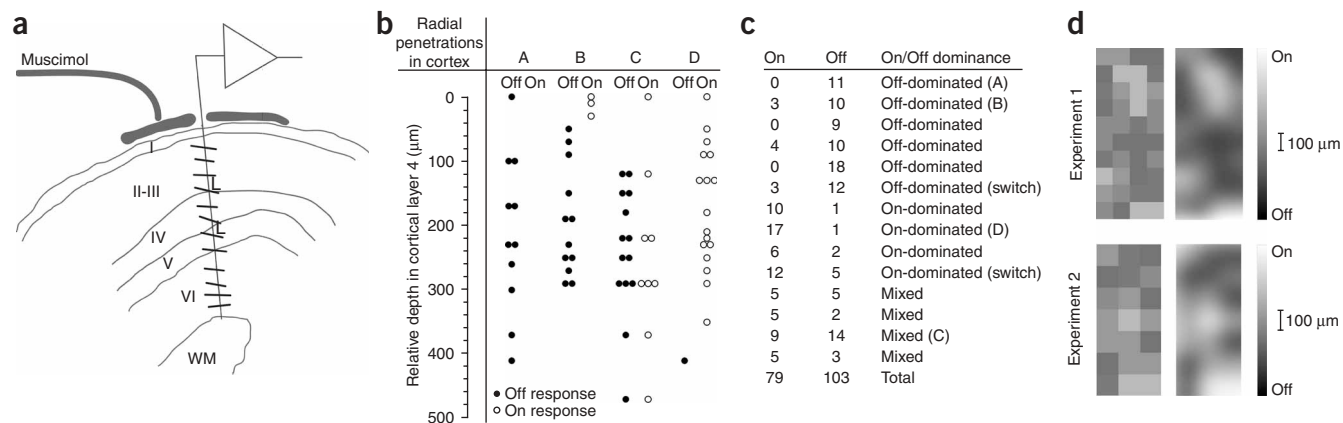 a
Muscimol
I
II-III
L
IV
L
V
VI
WM
b
Radial
penetrations
in cortex
A B C D
Off On Off On Off On Off On
Relative depth in cortical layer 4 (μm)
0
100
200
300
400
500
Off response
On response
c
On Off On/Off dominance
0 11 Off-dominated (A)
3 10 Off-dominated (B)
0 9 Off-dominated
4 10 Off-dominated
0 18 Off-dominated
3 12 Off-dominated (switch)
10 1 On-dominated
17 1 On-dominated (D)
6 2 On-dominated
12 5 On-dominated (switch)
5 5 Mixed
5 2 Mixed
9 14 Mixed (C)
5 3 Mixed
79 103 Total
d
Experiment 1
On
100 μm
Off
Experiment 2
On
100 μm
Off